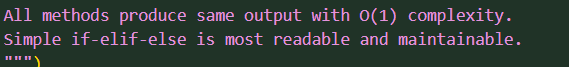 All methods produce same output with O(1) complexity.
Simple if-elif-else is most readable and maintainable.
""")